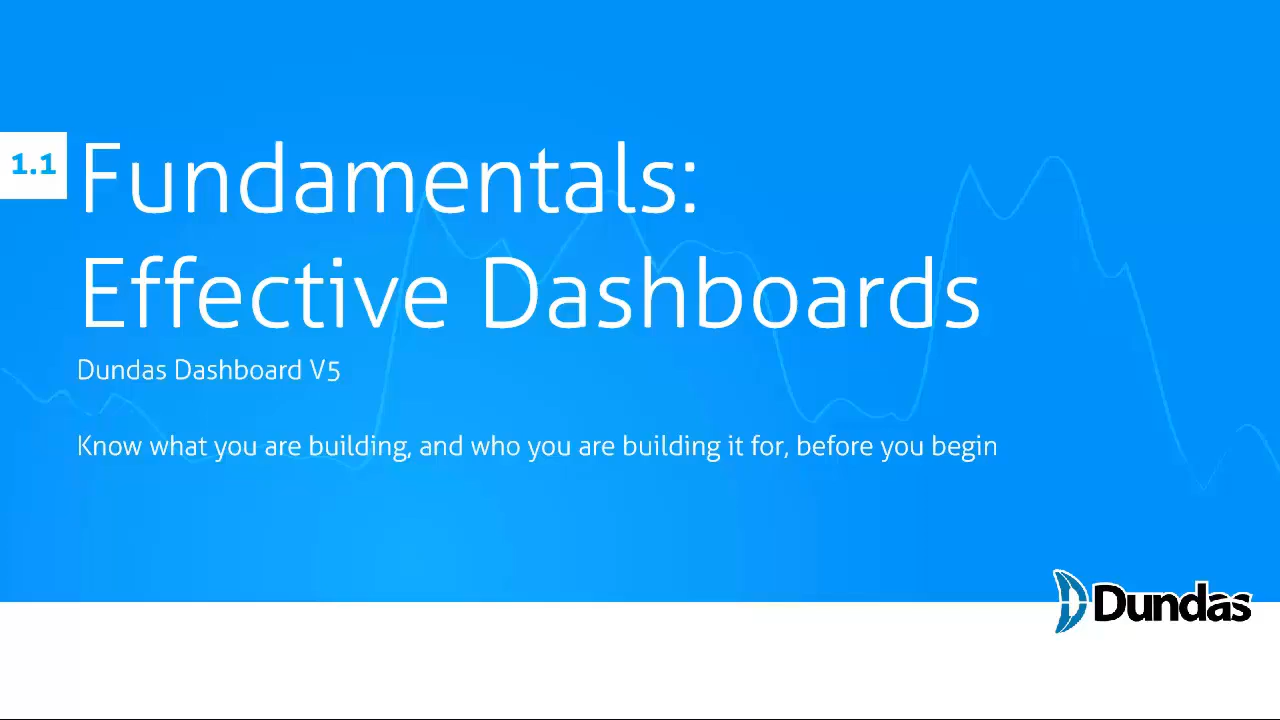 1.1
Fundamentals:
Effective Dashboards
Dundas Dashboard V5
Know what you are building, and who you are building it for, before you begin
Dundas